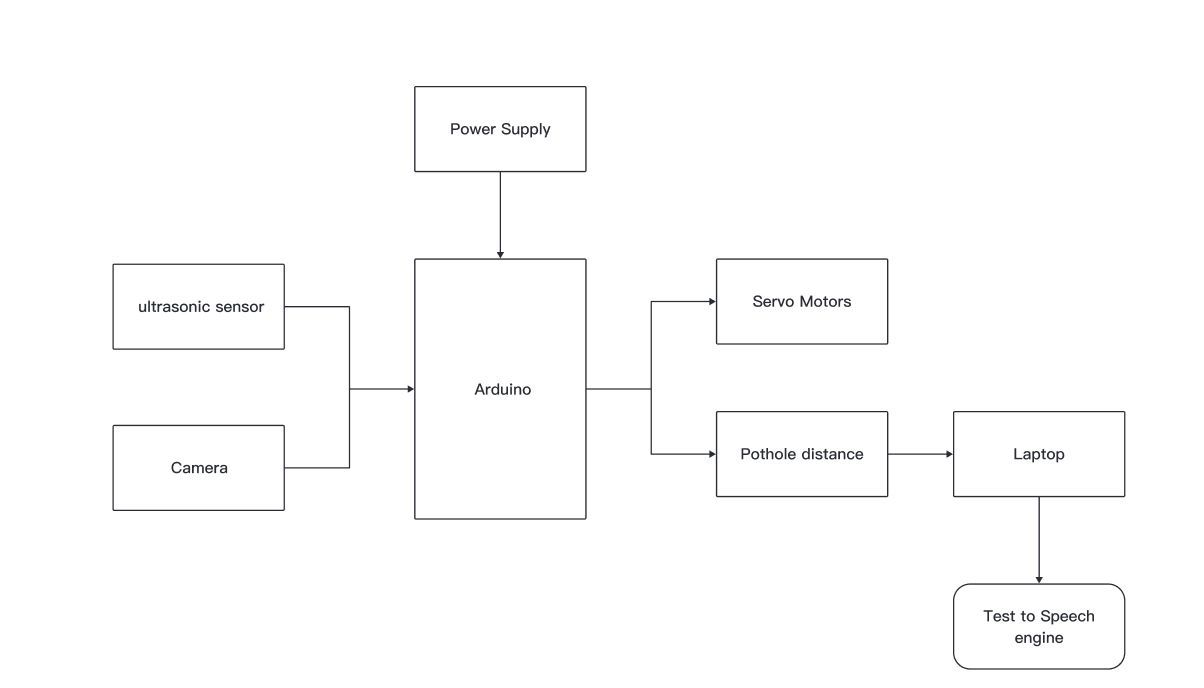 Power Supply
ultrasonic sensor
Camera
Arduino
Servo Motors
Pothole distance
Laptop
Test to Speech
engine